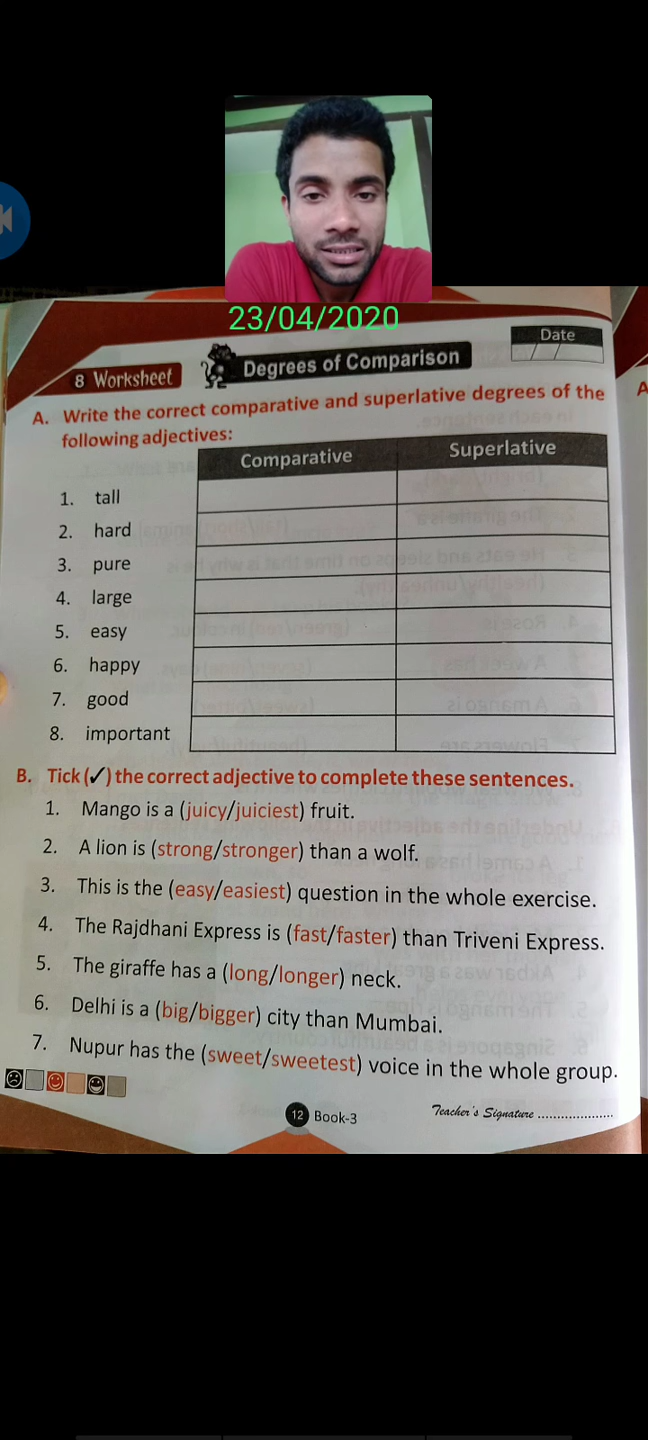 23/04/2020
Date
8 Worksheet
Degrees of Comparison
A. Write the correct comparative and superlative degrees of the
following adjectives:
Comparative Superlative
1. tall
2. hard
3. pure
4. large
5. easy
6. happy
7. good
8. important
B. Tick (✓) the correct adjective to complete these sentences.
1. Mango is a (juicy/juiciest) fruit.
2. A lion is (strong/stronger) than a wolf.
3. This is the (easy/easiest) question in the whole exercise.
4. The Rajdhani Express is (fast/faster) than Triveni Express.
5. The giraffe has a (long/longer) neck.
6. Delhi is a (big/bigger) city than Mumbai.
7. Nupur has the (sweet/sweetest) voice in the whole group.
12 Book-3
Teacher's Signature ....................
A